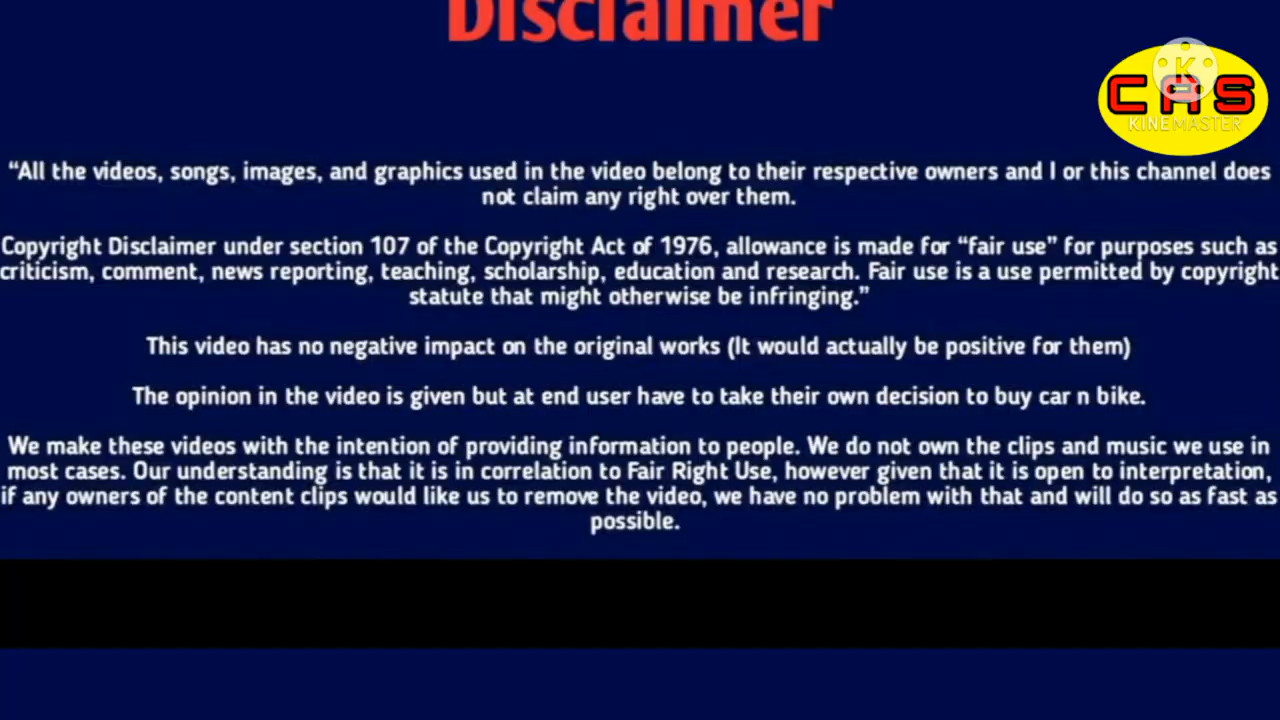 Disclaimer
CAS
K
KINEMASTER
“All the videos, songs, images, and graphics used in the video belong to their respective owners and I or this channel does
not claim any right over them.
Copyright Disclaimer under section 107 of the Copyright Act of 1976, allowance is made for “fair use” for purposes such as
criticism, comment, news reporting, teaching, scholarship, education and research. Fair use is a use permitted by copyright
statute that might otherwise be infringing.”
This video has no negative impact on the original works (It would actually be positive for them)
The opinion in the video is given but at end user have to take their own decision to buy car n bike.
We make these videos with the intention of providing information to people. We do not own the clips and music we use in
most cases. Our understanding is that it is in correlation to Fair Right Use, however given that it is open to interpretation,
if any owners of the content clips would like us to remove the video, we have no problem with that and will do so as fast as
possible.